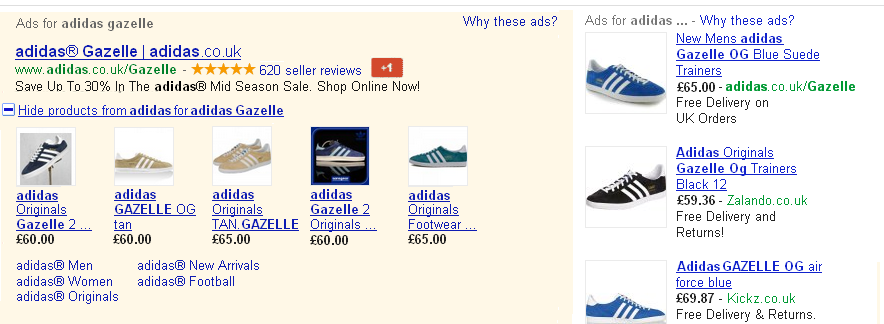 Ads for adidas gazelle
Why these ads?
adidas® Gazelle | adidas.co.uk
www.adidas.co.uk/Gazelle - ★★★★★ 620 seller reviews +1
Save Up To 30% In The adidas® Mid Season Sale. Shop Online Now!
Hide products from adidas for adidas Gazelle
adidas
Originals
Gazelle 2 ...
£60.00
adidas
GAZELLE OG
tan
£60.00
adidas
Originals
TAN.GAZELLE
£65.00
adidas
Gazelle 2
Originals ...
£60.00
adidas
Originals
Footwear ...
£65.00
adidas® Men
adidas® New Arrivals
adidas® Women
adidas® Football
adidas® Originals
Ads for adidas ... - Why these ads?
New Mens adidas
Gazelle OG Blue Suede
Trainers
£65.00 - adidas.co.uk/Gazelle
Free Delivery on
UK Orders
Adidas Originals
Gazelle Og Trainers
Black 12
£59.36 - Zalando.co.uk
Free Delivery and
Returns!
Adidas GAZELLE OG air
force blue
£69.87 - Kickz.co.uk
Free Delivery & Returns.